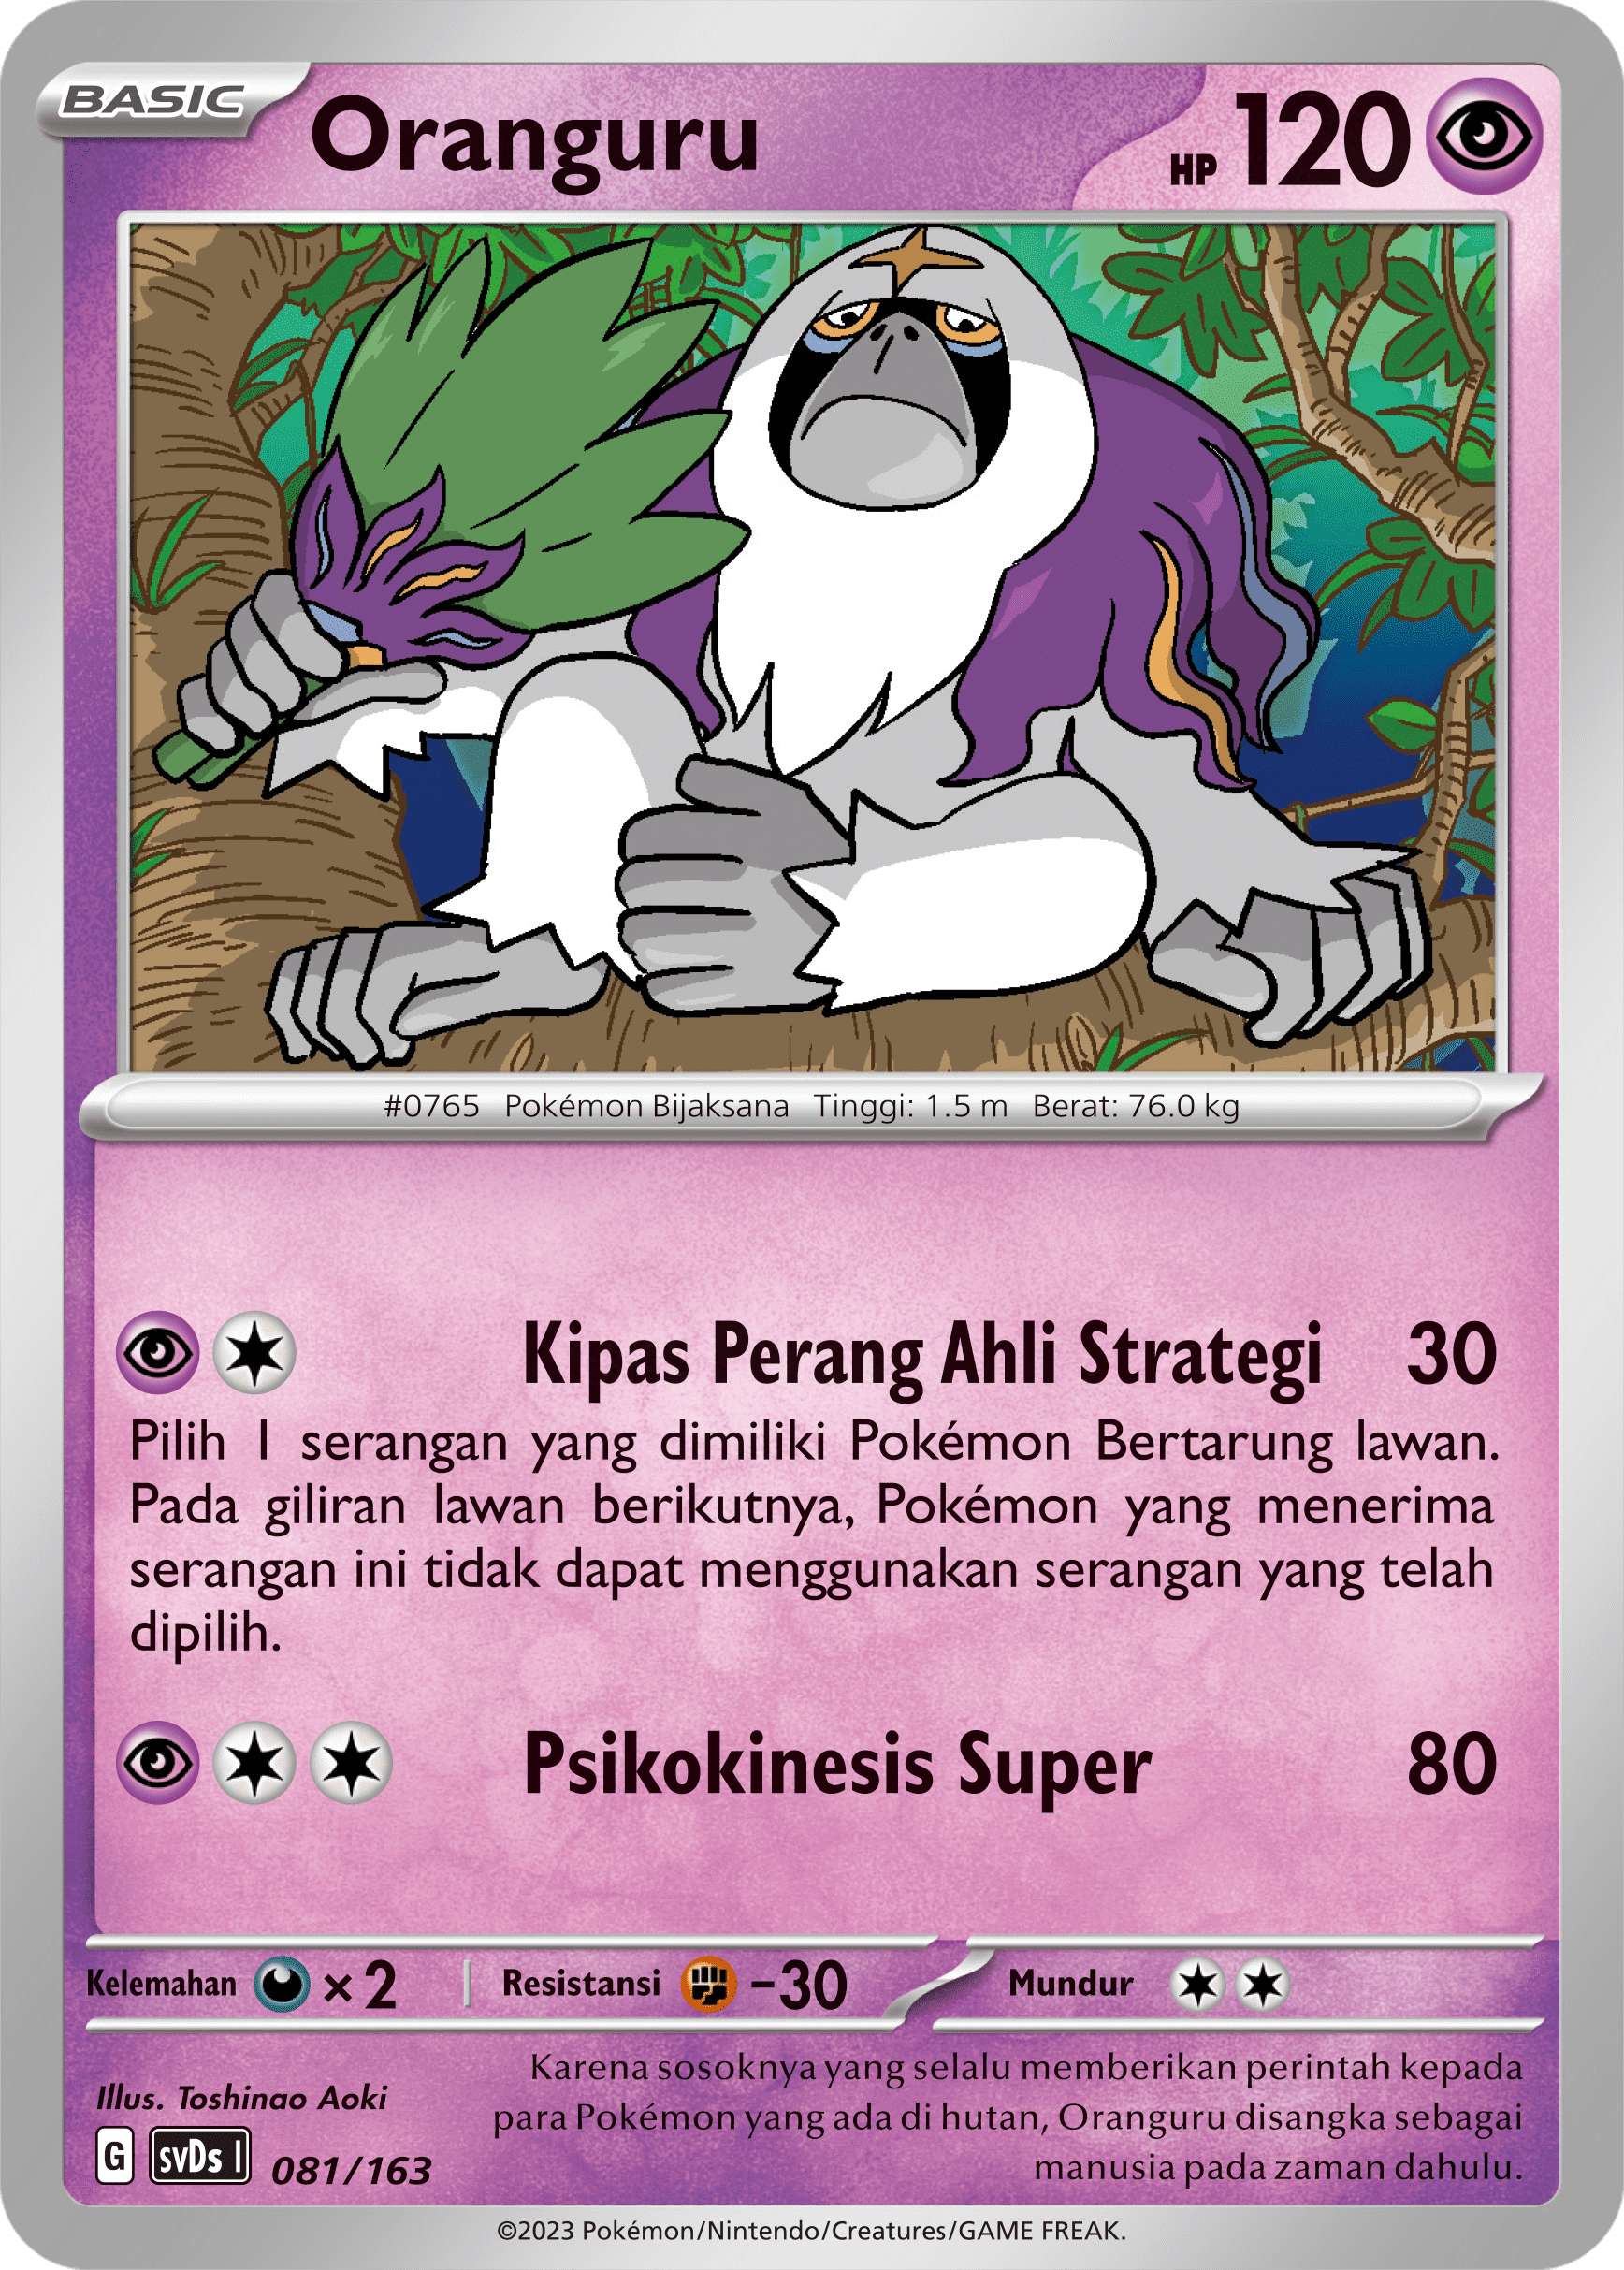 BASIC
Oranguru
HP 120
#0765 Pokémon Bijaksana Tinggi: 1.5 m Berat: 76.0 kg
Kipas Perang Ahli Strategi 30
Pilih 1 serangan yang dimiliki Pokémon Bertarung lawan.
Pada giliran lawan berikutnya, Pokémon yang menerima
serangan ini tidak dapat menggunakan serangan yang telah
dipilih.
Psikokinesis Super 80
Kelemahan ×2 Resistansi -30 Mundur
Illus. Toshinao Aoki
G svDs I 081/163
Karena sosoknya yang selalu memberikan perintah kepada
para Pokémon yang ada di hutan, Oranguru disangka sebagai
manusia pada zaman dahulu.
©2023 Pokémon/Nintendo/Creatures/GAME FREAK.